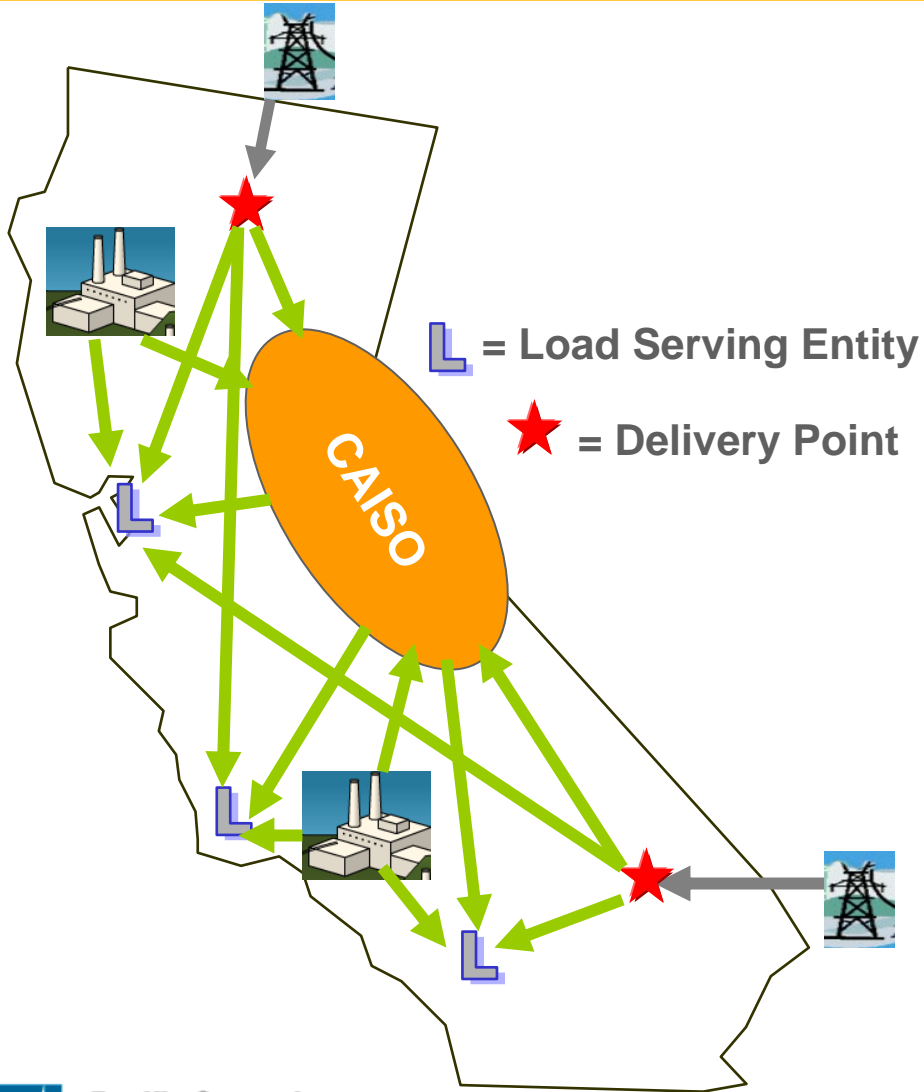 L = Load Serving Entity
= Delivery Point
CAISO
L
L
L